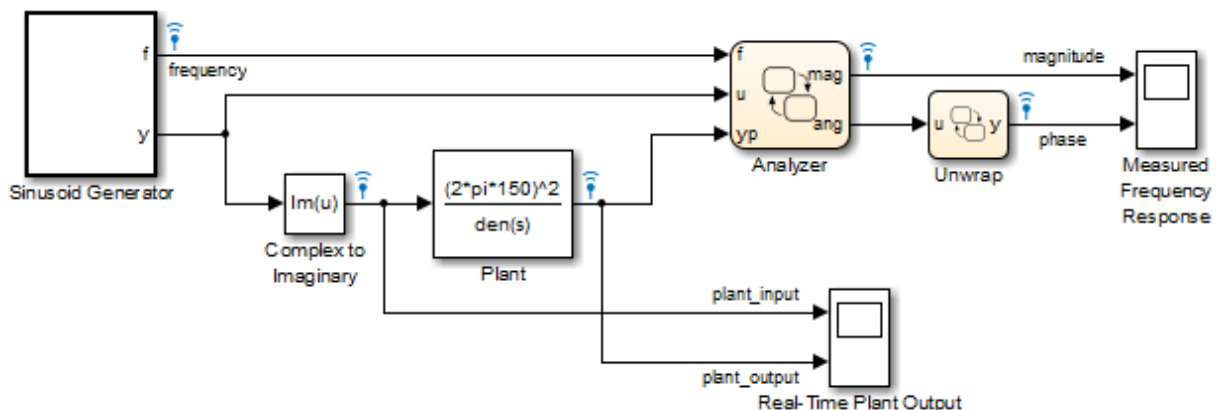 f
frequency
y
Sinusoid Generator
Im(u)
Complex to
Imaginary
(2*pi*150)^2
den(s)
Plant
f
u
yp
mag
ang
Analyzer
u
y
Unwrap
magnitude
phase
Measured
Frequency
Response
plant_input
plant_output
Real-Time Plant Output